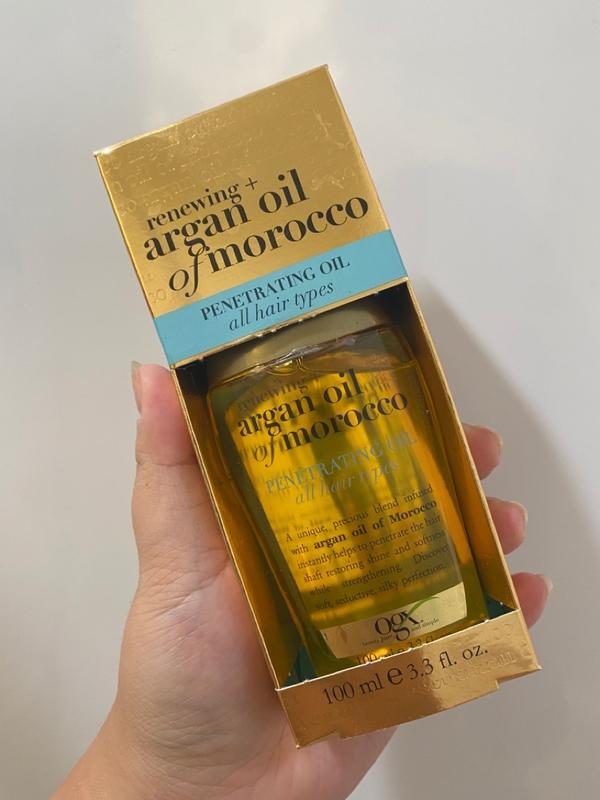 renewing +
argan oil
of morocco
PENETRATING OIL
all hair types
renewing
argan oil
of morocco
PENETRATING OIL
all hair types
A unique, precious blend infused
with argan oil of Morocco
instantly helps to penetrate the hair
shaft restoring shine and softness
while strengthening. Discover
soft, seductive, silky perfection.
ogx
100 ml e 3.3 fl. oz.